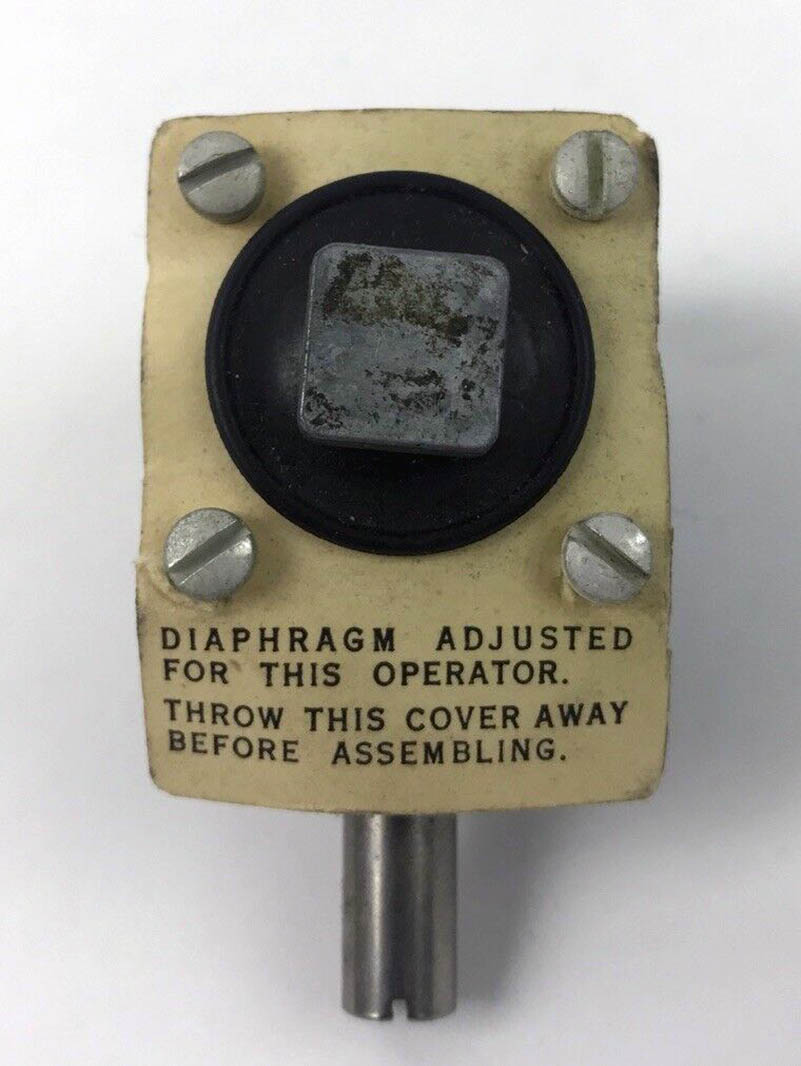 DIAPHRAGM ADJUSTED
FOR THIS OPERATOR.
THROW THIS COVER AWAY
BEFORE ASSEMBLING.